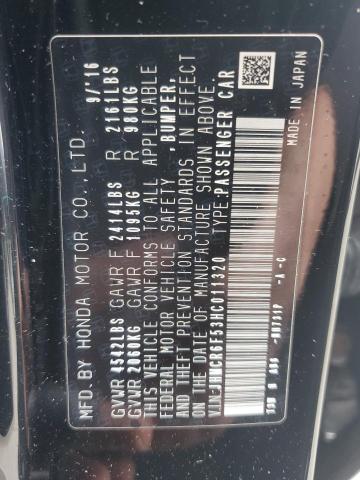 MFD.BY HONDA MOTOR CO.,LTD. 9/'16
GVWR 4542LBS GAWR F 2414LBS R 2161LBS
GVWR 2060KG GAWR F 1095KG R 980KG
THIS VEHICLE CONFORMS TO ALL APPLICABLE
FEDERAL MOTOR VEHICLE SAFETY ,BUMPER,
AND THEFT PREVENTION STANDARDS IN EFFECT
ON THE DATE OF MANUFACTURE SHOWN ABOVE.
VIN:JHMCR6F53HC011320 TYPE:PASSENGER CAR
-A-C MADE IN JAPAN